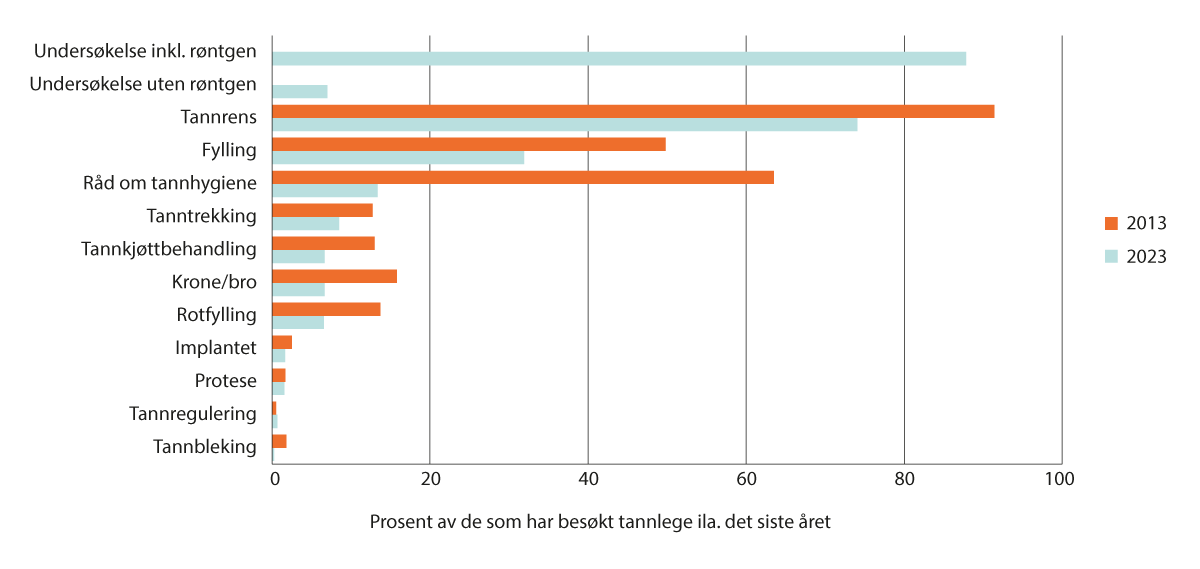 Undersøkelse inkl. røntgen
Undersøkelse uten røntgen
Tannrens
Fylling
Råd om tannhygiene
Tanntrekking
Tannkjøttbehandling
Krone/bro
Rotfylling
Implantet
Protese
Tannregulering
Tannbleking
0 20 40 60 80 100
Prosent av de som har besøkt tannlege ila. det siste året
2013
2023